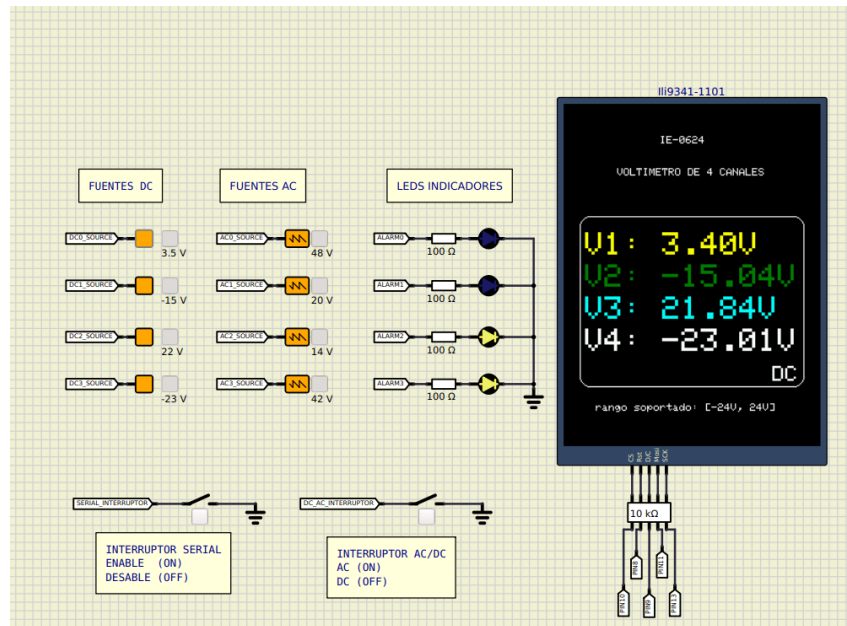 Ili9341-1101
IE-0624
VOLTIMETRO DE 4 CANALES
FUENTES DC
FUENTES AC
LEDS INDICADORES
V1: 3.40V
V2: -15.04V
V3: 21.84V
V4: -23.01V
DC
rango soportado: [-24V, 24V]
DC0_SOURCE
3.5 V
AC0_SOURCE
48 V
ALARM0
100 Ω
DC1_SOURCE
-15 V
AC1_SOURCE
20 V
ALARM1
100 Ω
DC2_SOURCE
22 V
AC2_SOURCE
14 V
ALARM2
100 Ω
DC3_SOURCE
-23 V
AC3_SOURCE
42 V
ALARM3
100 Ω
CS
Rst
D/C
Mosi
SCK
10 kΩ
PIN10
PIN8
PIN9
PIN11
PIN13
SERIAL_INTERRUPTOR
DC_AC_INTERRUPTOR
INTERRUPTOR SERIAL
ENABLE (ON)
DESABLE (OFF)
INTERRUPTOR AC/DC
AC (ON)
DC (OFF)